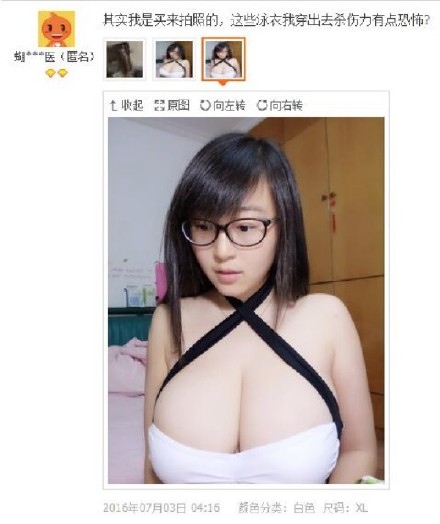 其实我是买来拍照的，这些泳衣我穿出去杀伤力有点恐怖?
蝴***医（匿名）
收起 原图 向左转 向右转
2016年07月03日 04:16 颜色分类：白色 尺码：XL